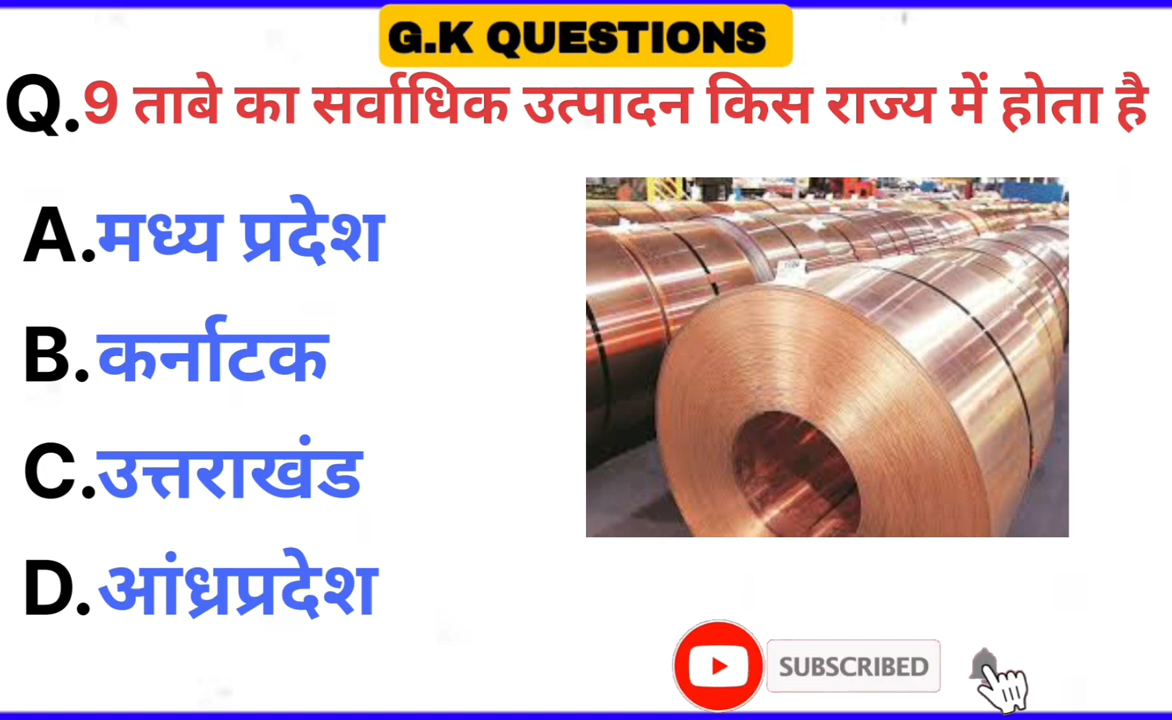 G.K QUESTIONS
Q.9 ताबे का सर्वाधिक उत्पादन किस राज्य में होता है
A.मध्य प्रदेश
B.कर्नाटक
C.उत्तराखंड
D.आंध्रप्रदेश
SUBSCRIBED